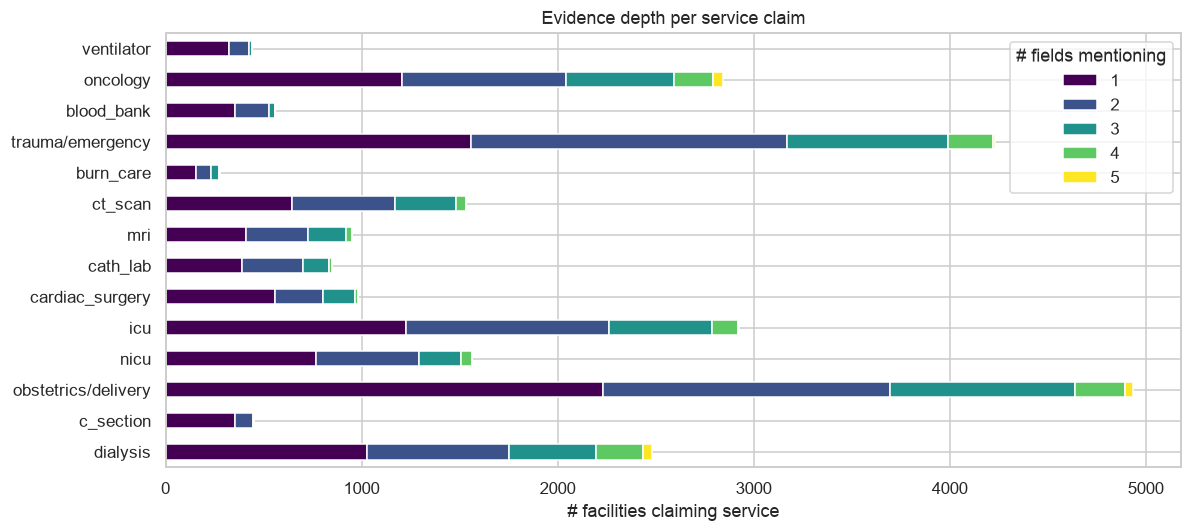 Evidence depth per service claim
ventilator
oncology
blood_bank
trauma/emergency
burn_care
ct_scan
mri
cath_lab
cardiac_surgery
icu
nicu
obstetrics/delivery
c_section
dialysis
# fields mentioning
1
2
3
4
5
0 1000 2000 3000 4000 5000
# facilities claiming service